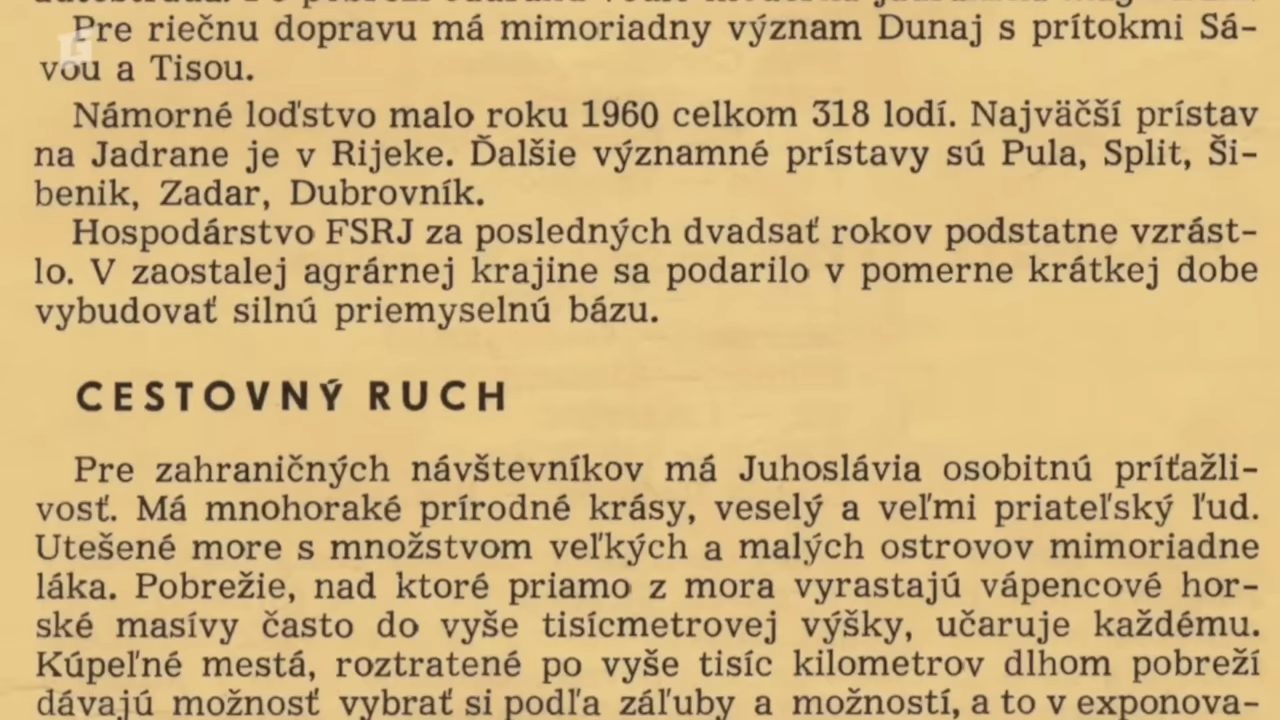 Pre riečnu dopravu má mimoriadny význam Dunaj s prítokmi Sá-
vou a Tisou.
Námorné loďstvo malo roku 1960 celkom 318 lodí. Najväčší prístav
na Jadrane je v Rijeke. Ďalšie významné prístavy sú Pula, Split, Ši-
benik, Zadar, Dubrovník.
Hospodárstvo FSRJ za posledných dvadsať rokov podstatne vzrást-
lo. V zaostalej agrárnej krajine sa podarilo v pomerne krátkej dobe
vybudovať silnú priemyselnú bázu.
CESTOVNÝ RUCH
Pre zahraničných návštevníkov má Juhoslávia osobitnú príťažli-
vosť. Má mnohoraké prírodné krásy, veselý a veľmi priateľský ľud.
Utešené more s množstvom veľkých a malých ostrovov mimoriadne
láka. Pobrežie, nad ktoré priamo z mora vyrastajú vápencové hor-
ské masívy často do vyše tisícmetrovej výšky, učaruje každému.
Kúpeľné mestá, roztratené po vyše tisíc kilometrov dlhom pobreží
dávajú možnosť vybrať si podľa záľuby a možností, a to v exponova-